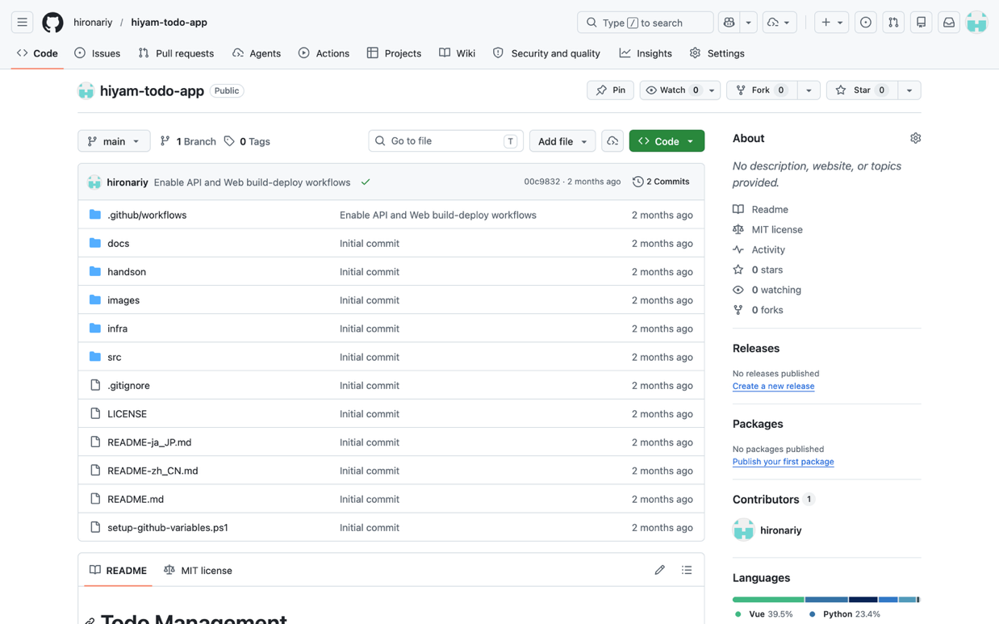 hironariy / hiyam-todo-app
Type / to search
Code
Issues
Pull requests
Agents
Actions
Projects
Wiki
Security and quality
Insights
Settings
hiyam-todo-app Public
Pin
Watch 0
Fork 0
Star 0
main
1 Branch
0 Tags
Go to file T
Add file
Code
hironariy Enable API and Web build-deploy workflows 00c9832 · 2 months ago 2 Commits
.github/workflows Enable API and Web build-deploy workflows 2 months ago
docs Initial commit 2 months ago
handson Initial commit 2 months ago
images Initial commit 2 months ago
infra Initial commit 2 months ago
src Initial commit 2 months ago
.gitignore Initial commit 2 months ago
LICENSE Initial commit 2 months ago
README-ja_JP.md Initial commit 2 months ago
README-zh_CN.md Initial commit 2 months ago
README.md Initial commit 2 months ago
setup-github-variables.ps1 Initial commit 2 months ago
README
MIT license
Todo Management
About
No description, website, or topics
provided.
Readme
MIT license
Activity
0 stars
0 watching
0 forks
Releases
No releases published
Create a new release
Packages
No packages published
Publish your first package
Contributors 1
hironariy
Languages
Vue 39.5% Python 23.4%